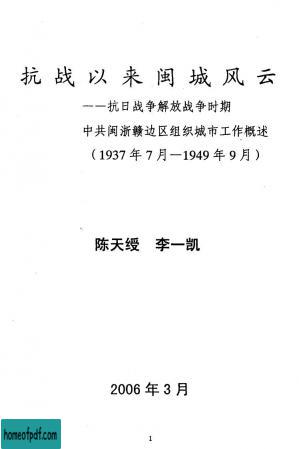 抗战以来闽城风云
——抗日战争解放战争时期
中共闽浙赣边区组织城市工作概述
（1937年7月—1949年9月）
陈天绶 李一凯
2006年3月
homeofpdf.com
1